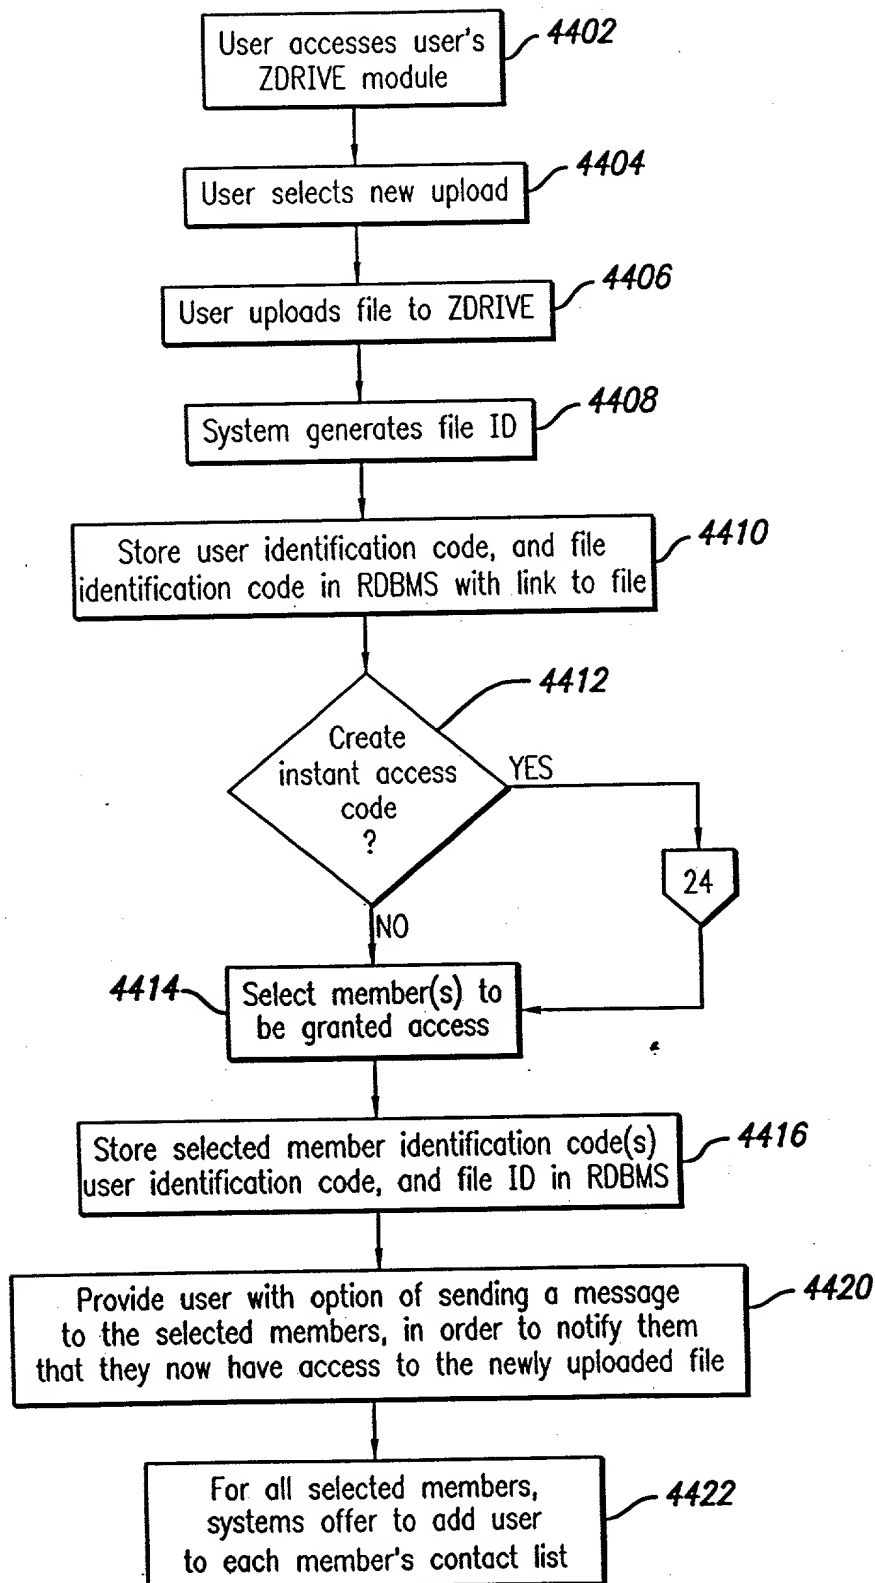 User accesses user's
ZDRIVE module
4402
User selects new upload
4404
User uploads file to ZDRIVE
4406
System generates file ID
4408
Store user identification code, and file
identification code in RDBMS with link to file
4410
Create
instant access
code
?
4412
YES
24
NO
4414
Select member(s) to
be granted access
Store selected member identification code(s)
user identification code, and file ID in RDBMS
4416
Provide user with option of sending a message
to the selected members, in order to notify them
that they now have access to the newly uploaded file
4420
For all selected members,
systems offer to add user
to each member's contact list
4422